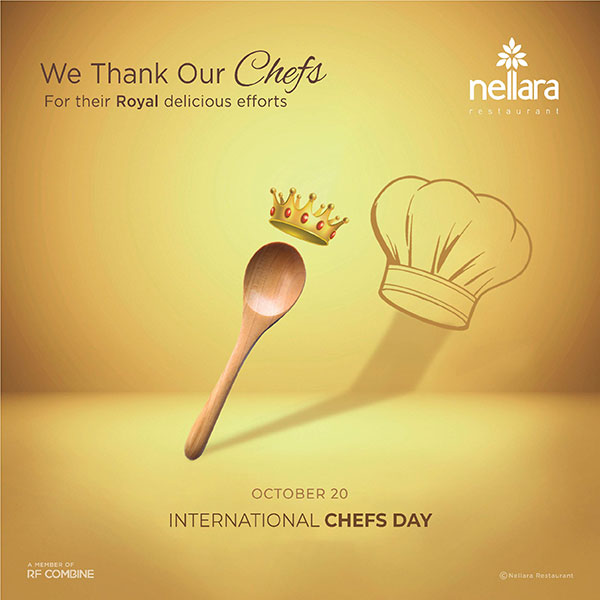 We Thank Our Chefs
For their Royal delicious efforts
nellara
restaurant
OCTOBER 20
INTERNATIONAL CHEFS DAY
A MEMBER OF
RF COMBINE
©Nellara Restaurant